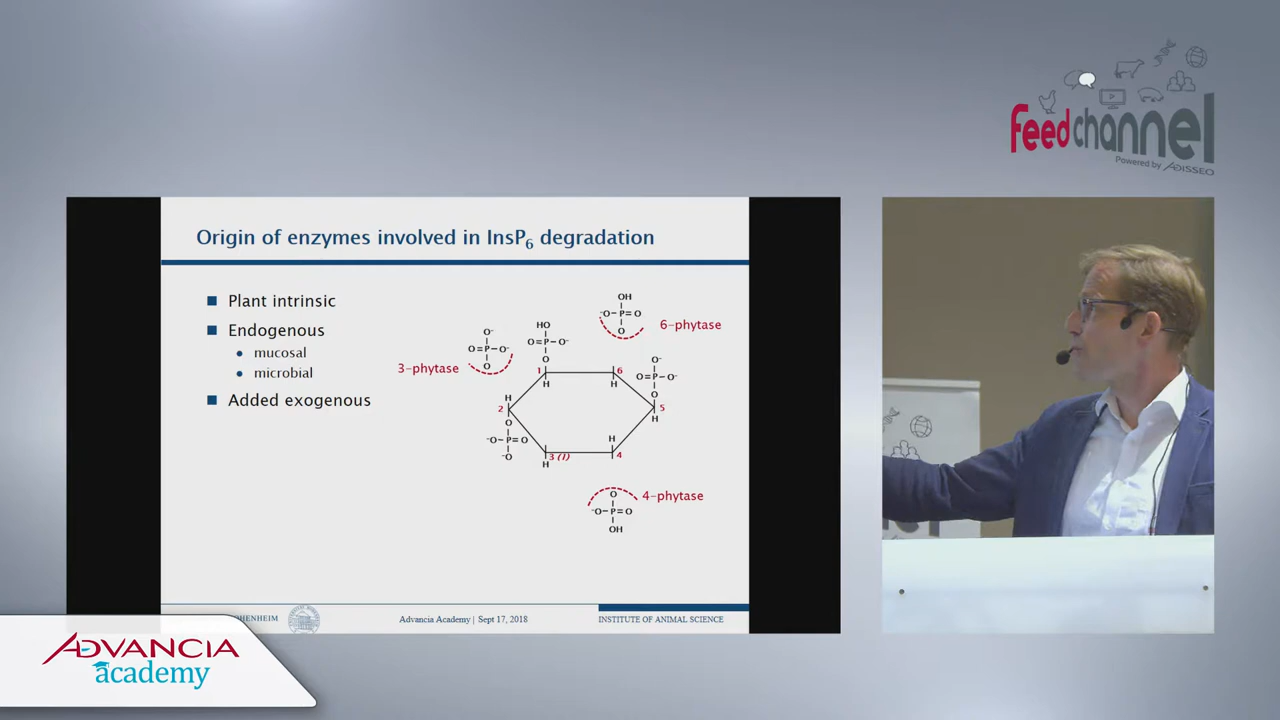 feedchannel
Powered by ADISSEO
Origin of enzymes involved in InsP6 degradation
Plant intrinsic
Endogenous
mucosal
microbial
Added exogenous
3-phytase
6-phytase
4-phytase
O⁻
O=P–O⁻
O
HO
O=P–O⁻
O
OH
⁻O–P=O
O
O⁻
O=P–O⁻
O
1
H
6
H
H
2
O
⁻O–P=O
⁻O
5
H
H
3 (1)
H
4
O
⁻O–P=O
OH
HOHENHEIM
Advancia Academy | Sept 17, 2018
INSTITUTE OF ANIMAL SCIENCE
ADVANCIA
academy